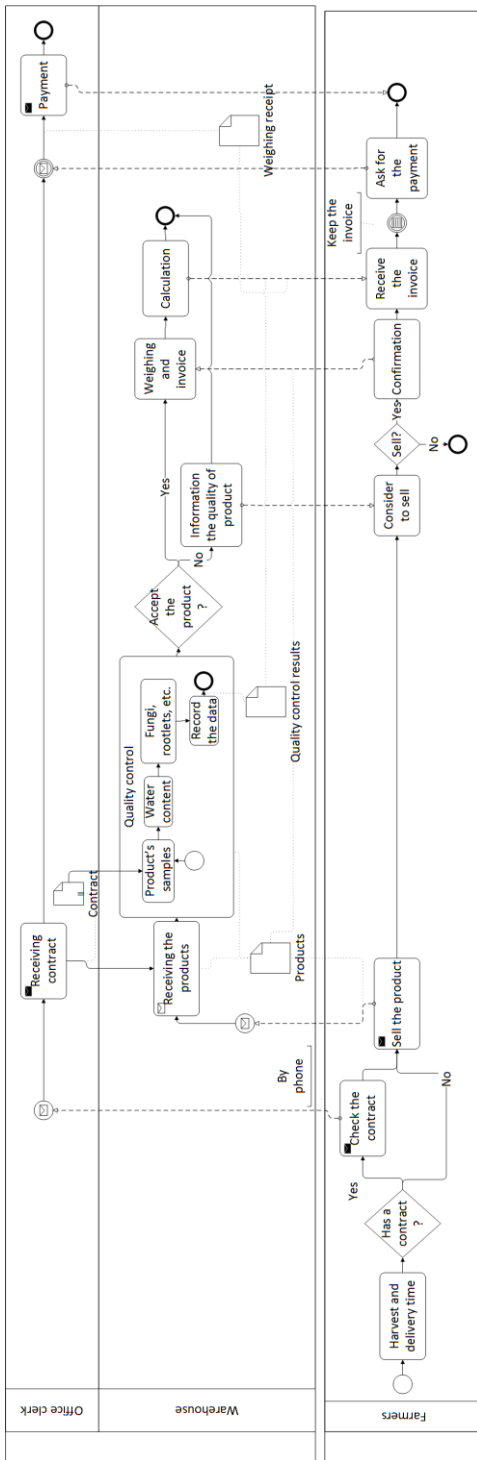 Office clerk
Receiving
contract
Payment
Contract
Weighing receipt
Warehouse
Receiving the
products
Quality control
Product's
samples
Water
content
Fungi,
rootlets, etc.
Record
the data
Accept the
product
?
Yes
No
Information
the quality of
product
Weighing
and
invoice
Calculation
Products
Quality control results
By
phone
Keep the
invoice
Farmers
Harvest and
delivery time
Has a
contract
?
Yes
No
Check the
contract
Sell the product
Consider
to sell
Sell?
Yes
No
Confirmation
Receive
the
invoice
Ask for
the
payment